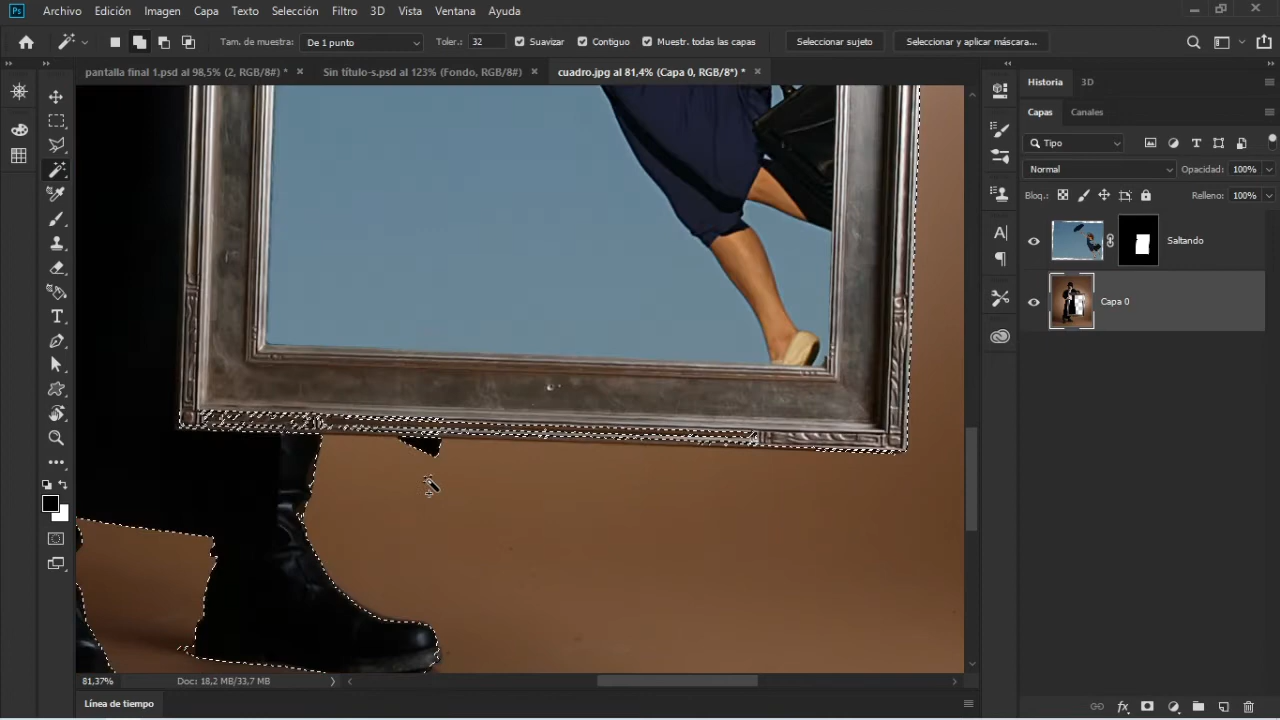 Ps Archivo Edición Imagen Capa Texto Selección Filtro 3D Vista Ventana Ayuda
Tam. de muestra: De 1 punto Toler.: 32 Suavizar Contiguo Muestr. todas las capas Seleccionar sujeto Seleccionar y aplicar máscara...
pantalla final 1.psd al 98,5% (2, RGB/8#) * Sin título-s.psd al 123% (Fondo, RGB/8#) cuadro.jpg al 81,4% (Capa 0, RGB/8*) *
Historia 3D
Capas Canales
Tipo
Normal Opacidad: 100%
Bloq.: Relleno: 100%
Saltando
Capa 0
81,37% Doc: 18,2 MB/33,7 MB
Línea de tiempo